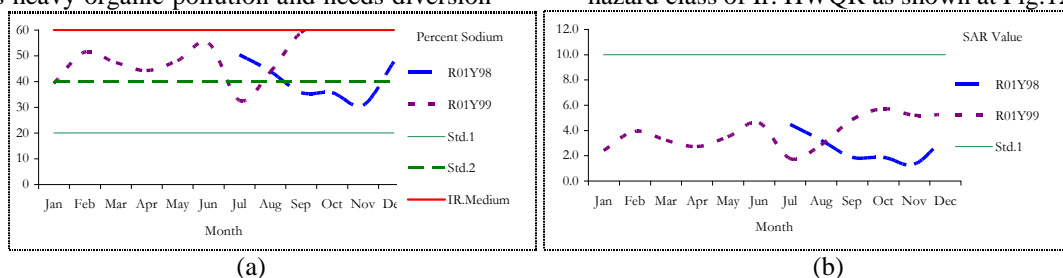 s heavy organic pollution and needs diversion
hazard class of Ir. HWQR as shown at Fig.12
60
50
40
30
20
10
0
Jan Feb Mar Apr May Jun Jul Aug Sep Oct Nov De
Month
Percent Sodium
R01Y98
R01Y99
Std.1
Std.2
IR.Medium
(a)
12.0
10.0
8.0
6.0
4.0
2.0
0.0
Jan Feb Mar Apr May Jun Jul Aug Sep Oct Nov Dec
Month
SAR Value
R01Y98
R01Y99
Std.1
(b)